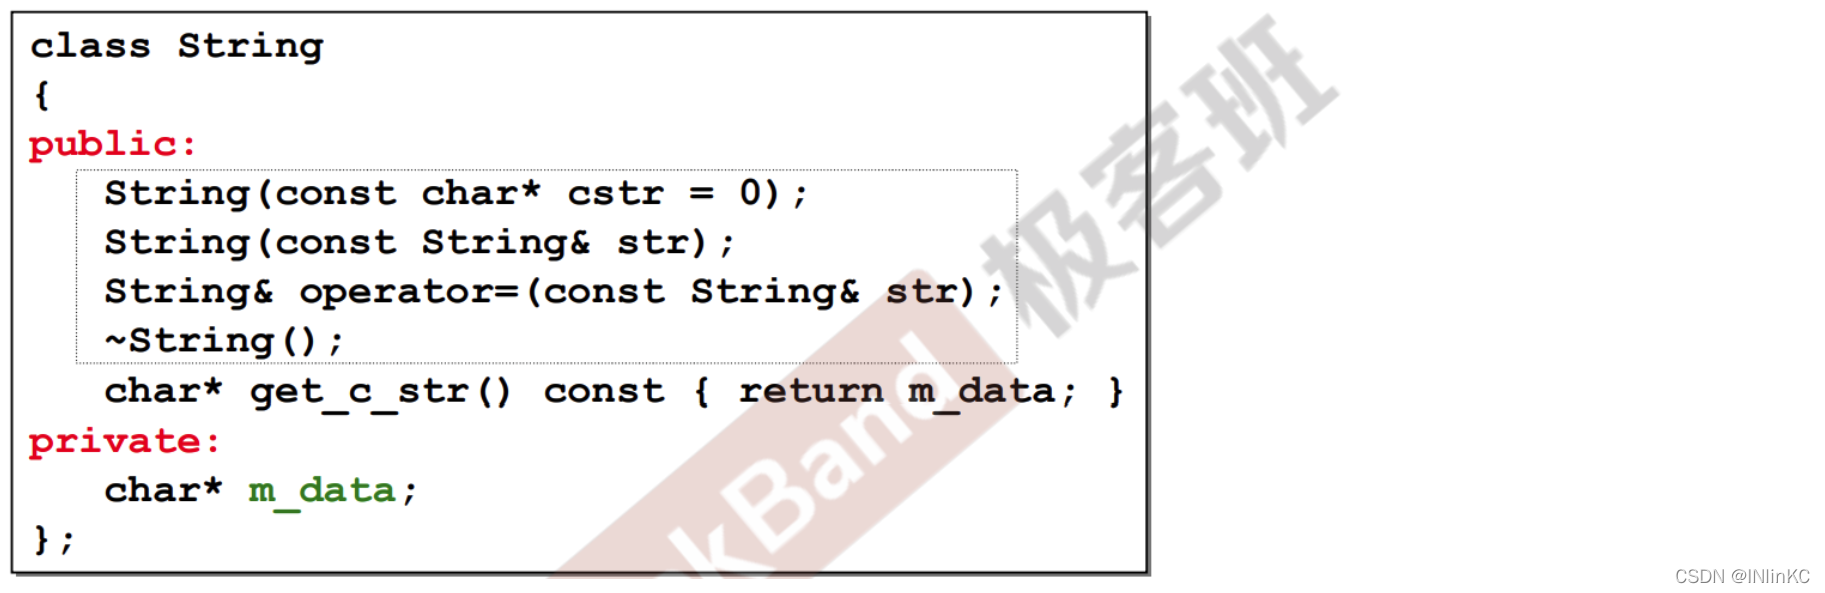 class String
{
public:
String(const char* cstr = 0);
String(const String& str);
String& operator=(const String& str);
~String();
char* get_c_str() const { return m_data; }
private:
char* m_data;
};
kBand 极客班
CSDN @INlinKC